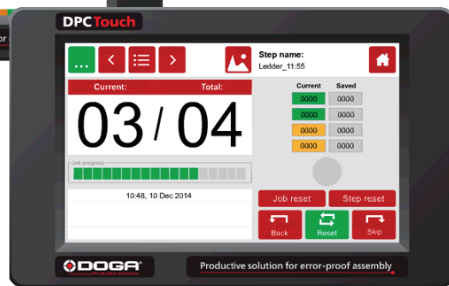 or
DPCTouch
...
Step name:
Ledder_11:55
Current: Total:
03 / 04
Current Saved
0000 0000
0000 0000
0000 0000
0000 0000
Job progress
10:48, 10 Dec 2014
Job reset Step reset
Back Reset Skip
DOGA
Productive solution for error-proof assembly